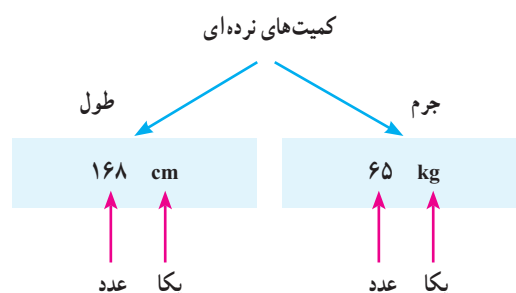 کمیت‌های نرده‌ای
جرم
طول
۶۵ kg
۱۶۸ cm
یکا
عدد
یکا
عدد